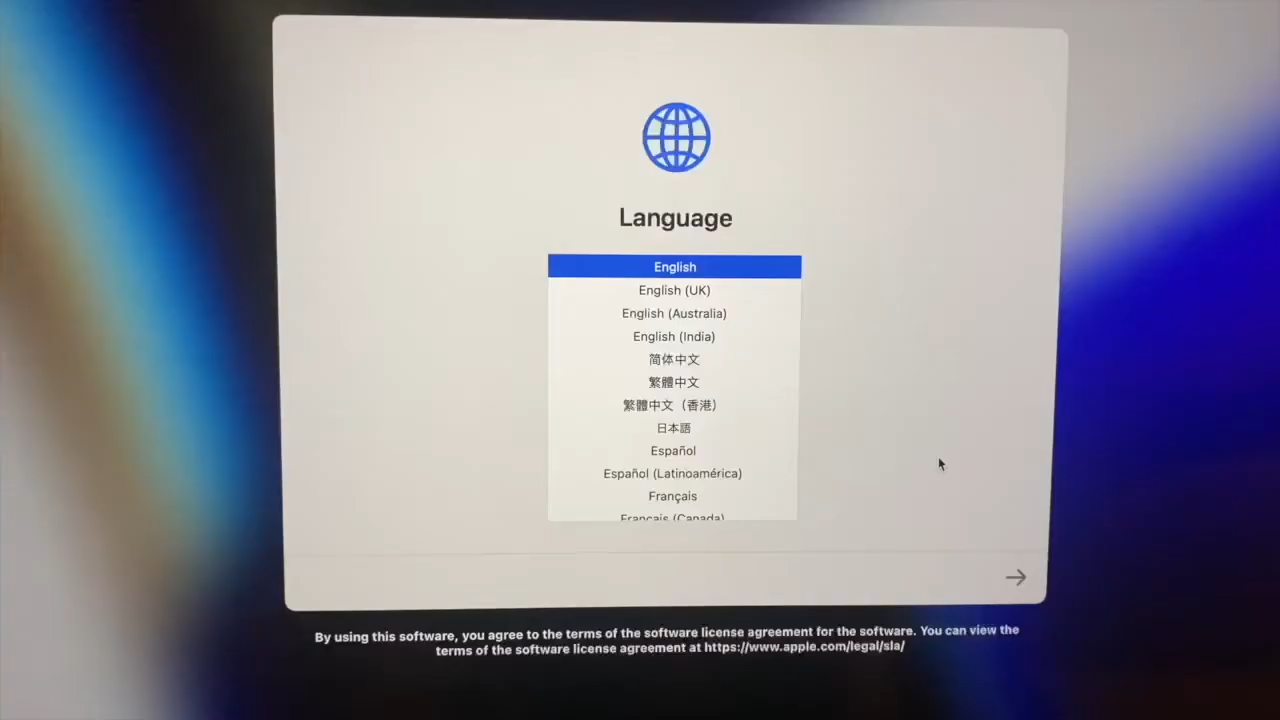 Language
English
English (UK)
English (Australia)
English (India)
简体中文
繁體中文
繁體中文（香港）
日本語
Español
Español (Latinoamérica)
Français
Français (Canada)
By using this software, you agree to the terms of the software license agreement for the software. You can view the
terms of the software license agreement at https://www.apple.com/legal/sla/